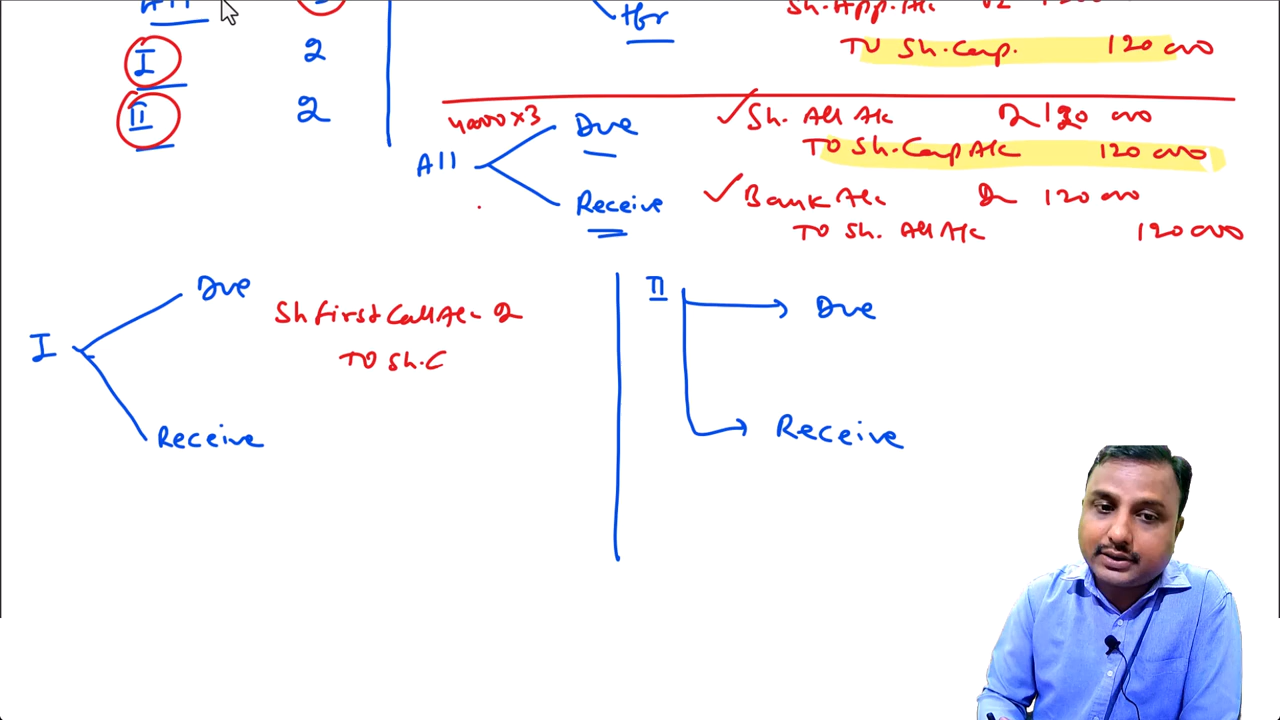 All
Sh.App.A/c
Tfr
To Sh.Cap. 120000
I 2
II 2
40000×3
Due Sh. All A/c Dr 120000
To Sh.Cap A/c 120000
All
Receive Bank A/c Dr 120000
To Sh. All A/c 120000
Due
Sh First Call A/c Dr
To Sh.C
I
Receive
II
Due
Receive